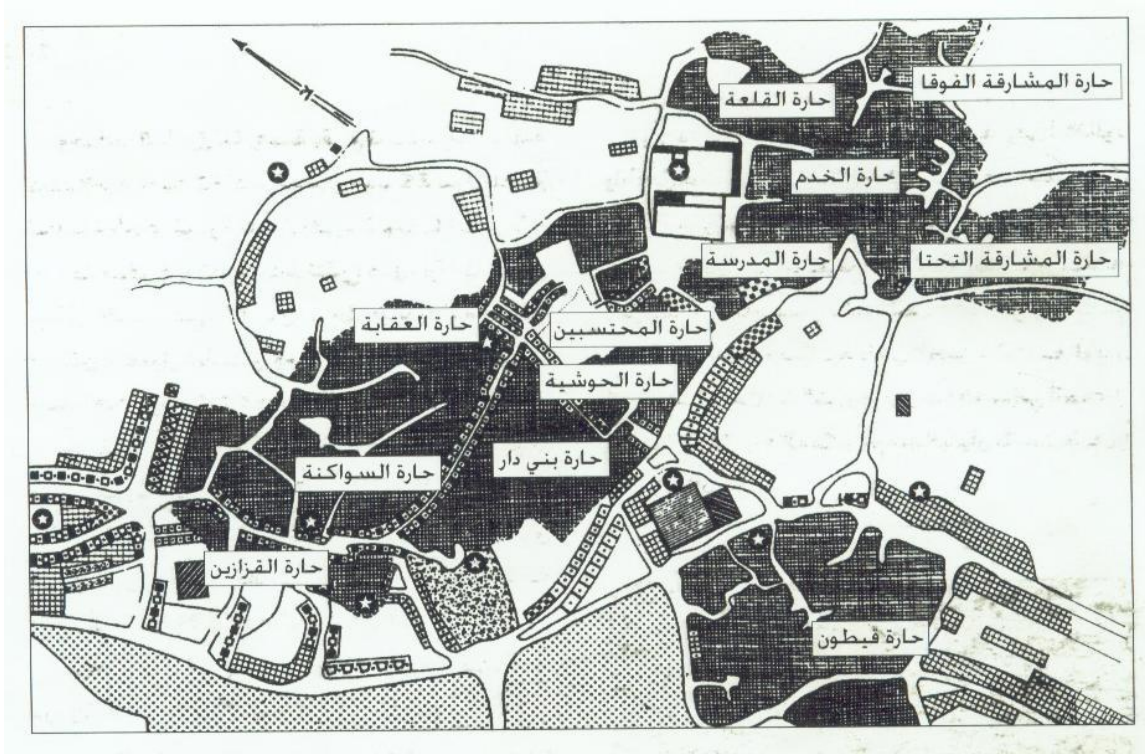 حارة المشارقة الفوقا
حارة القلعة
حارة الخدم
حارة المشارقة التحتا
حارة المدرسة
حارة المحتسبين
حارة العقابة
حارة الحوشية
حارة بني دار
حارة السواكنة
حارة القزازين
حارة قيطون